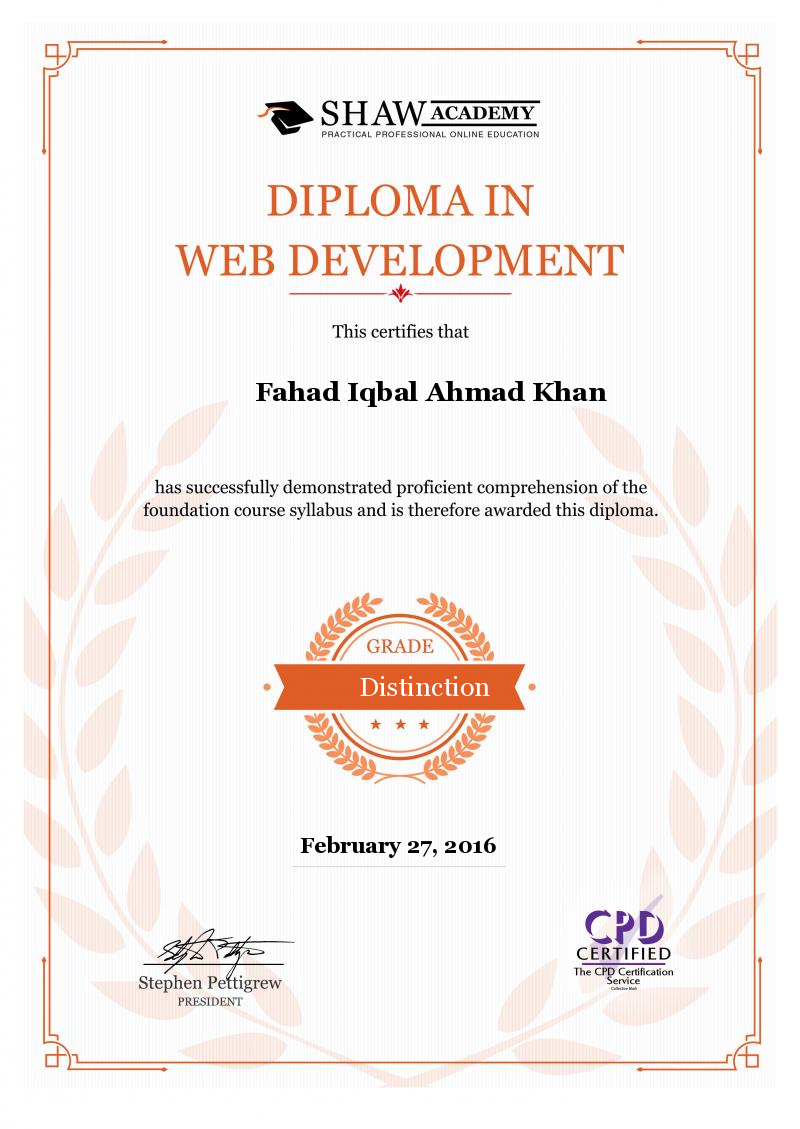 SHAW ACADEMY
PRACTICAL PROFESSIONAL ONLINE EDUCATION
DIPLOMA IN
WEB DEVELOPMENT
This certifies that
Fahad Iqbal Ahmad Khan
has successfully demonstrated proficient comprehension of the
foundation course syllabus and is therefore awarded this diploma.
GRADE
Distinction
February 27, 2016
Stephen Pettigrew
PRESIDENT
CPD
CERTIFIED
The CPD Certification
Service
Collective Mark